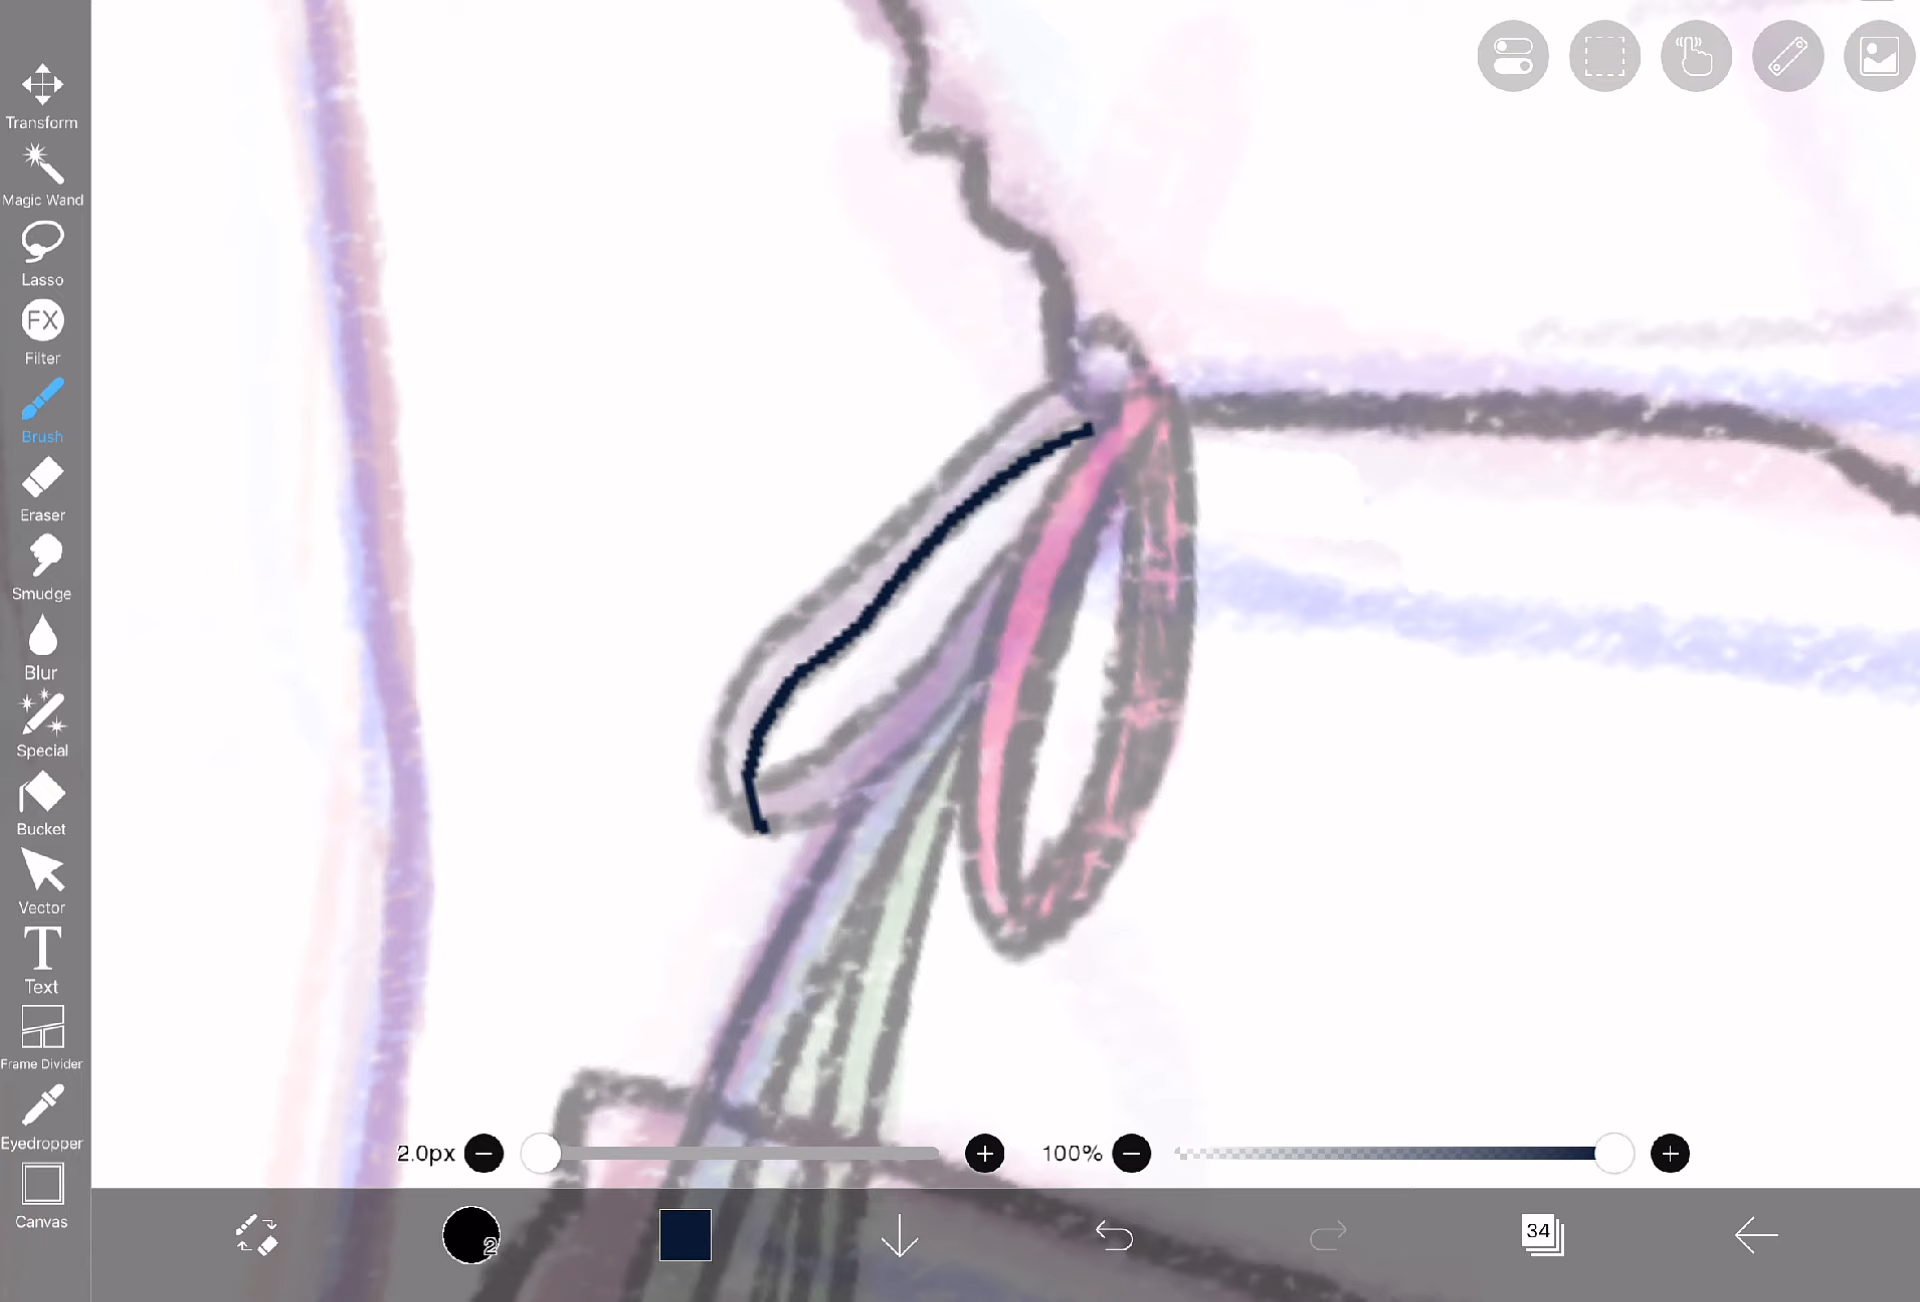 Transform
Magic Wand
Lasso
FX
Filter
Brush
Eraser
Smudge
Blur
Special
Bucket
Vector
T
Text
Frame Divider
Eyedropper
Canvas
2.0px
100%
2
34